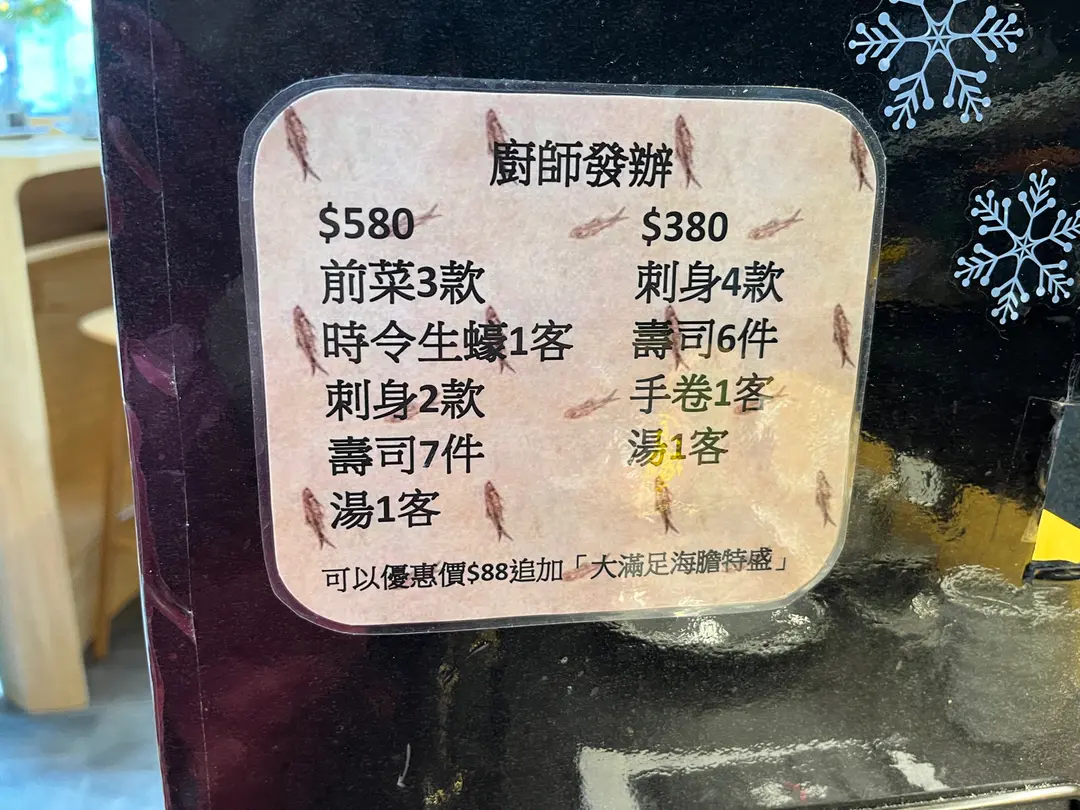 廚師發辦
$580
前菜3款
時令生蠔1客
刺身2款
壽司7件
湯1客
$380
刺身4款
壽司6件
手卷1客
湯1客
可以優惠價$88追加「大滿足海膽特盛」